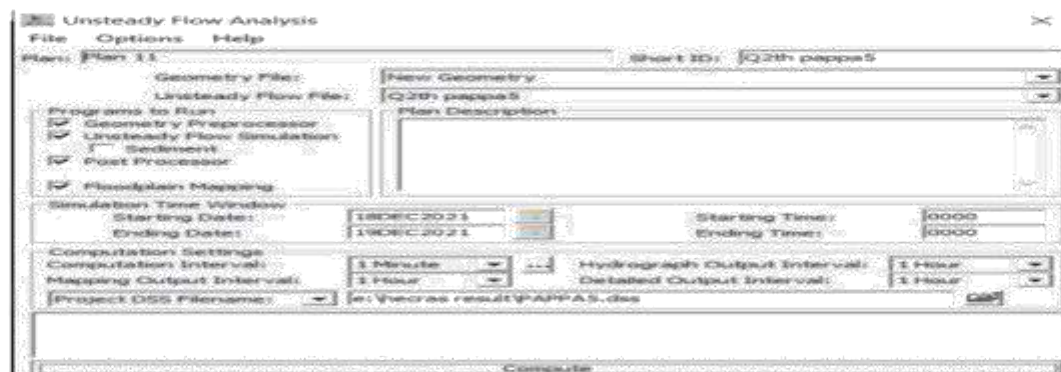 Unsteady Flow Analysis
File Options Help
Plan: Plan 11 Short ID: Q2th pappa5
Geometry File: New Geometry
Unsteady Flow File: Q2th pappa5
Programs to Run
Geometry Preprocessor
Unsteady Flow Simulation
Sediment
Post Processor
Floodplain Mapping
Plan Description
Simulation Time Window
Starting Date: 18DEC2021 Starting Time: 0000
Ending Date: 19DEC2021 Ending Time: 0000
Computation Settings
Computation Interval: 1 Minute ... Hydrograph Output Interval: 1 Hour
Mapping Output Interval: 1 Hour Detailed Output Interval: 1 Hour
Project DSS Filename: e:\hecras result\PAPPA5.dss
Compute